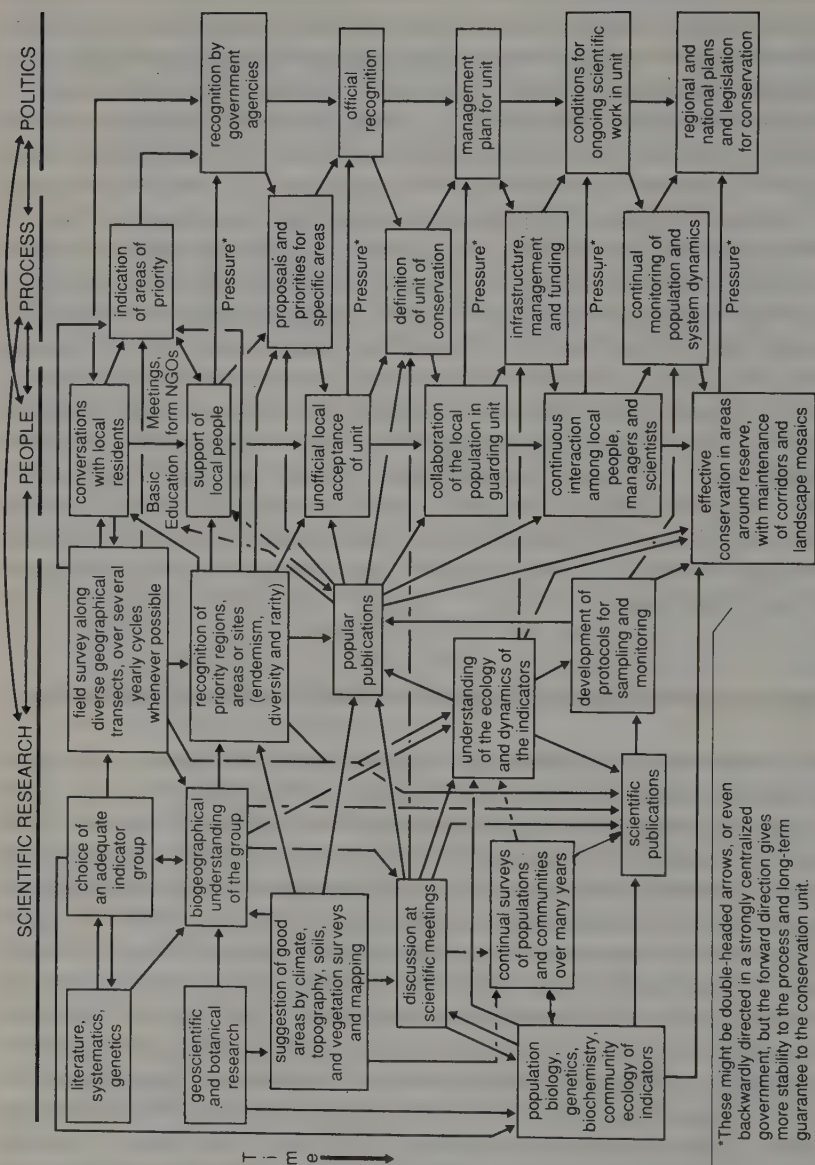 SCIENTIFIC RESEARCH
PEOPLE
PROCESS
POLITICS
literature,
systematics,
genetics
choice of
an adequate
indicator
group
field survey along
diverse geographical
transects, over several
yearly cycles
whenever possible
conversations
with local
residents
indication
of areas of
priority
recognition by
government
agencies
Basic
Education
Meetings,
form NGOs
geoscientific
and botanical
research
biogeographical
understanding
of the group
recognition of
priority regions,
areas or sites
(endemism,
diversity and rarity)
support of
local people
Pressure*
proposals and
priorities for
specific areas
official
recognition
suggestion of good
areas by climate,
topography, soils,
and vegetation surveys
and mapping
popular
publications
unofficial local
acceptance
of unit
Pressure*
definition
of unit of
conservation
management
plan for unit
discussion at
scientific meetings
understanding
of the ecology
and dynamics of
the indicators
collaboration
of the local
population in
guarding unit
Pressure*
infrastructure,
management
and funding
conditions for
ongoing scientific
work in unit
continual surveys
of populations
and communities
over many years
development of
protocols for
sampling and
monitoring
continuous
interaction
among local
people,
managers and
scientists
Pressure*
continual
monitoring of
population and
system dynamics
regional and
national plans
and legislation
for conservation
population
biology,
genetics,
biochemistry,
community
ecology of
indicators
scientific
publications
effective
conservation in areas
around reserve,
with maintenance
of corridors and
landscape mosaics
Pressure*
Time
*These might be double-headed arrows, or even
backwardly directed in a strongly centralized
government, but the forward direction gives
more stability to the process and long-term
guarantee to the conservation unit.